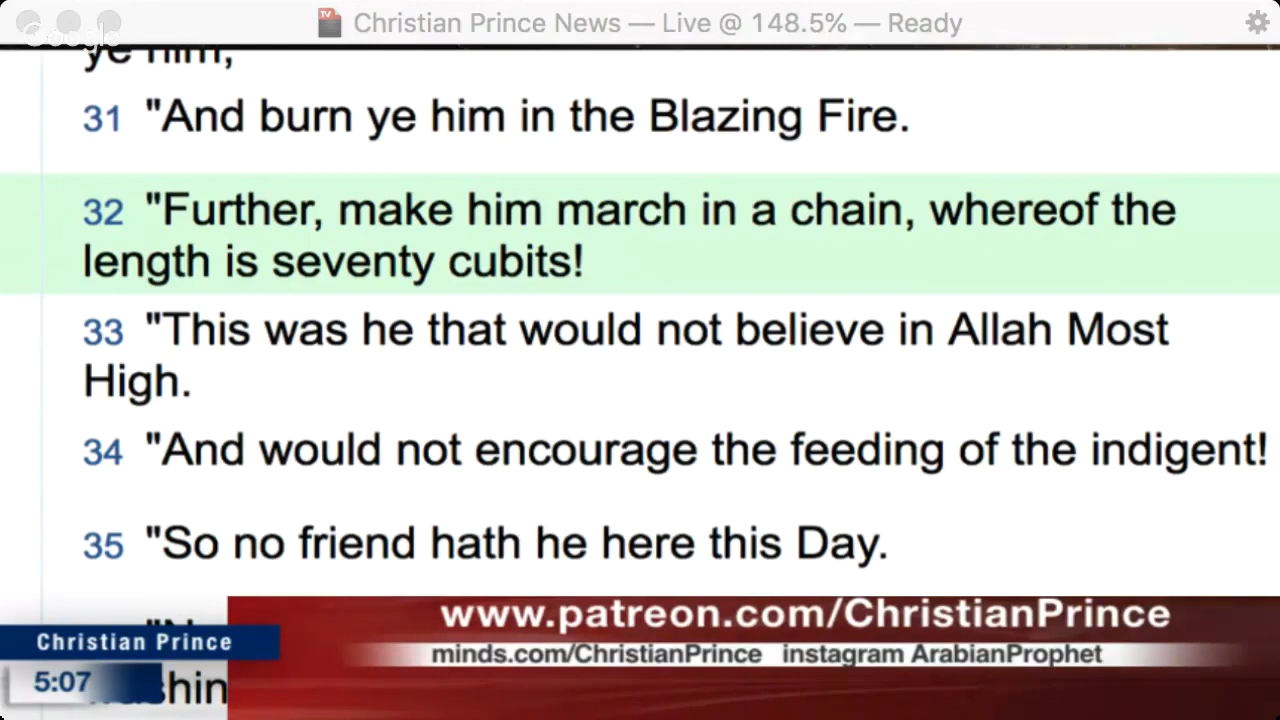 Christian Prince News — Live @ 148.5% — Ready
Google
ye him,
31 "And burn ye him in the Blazing Fire.
32 "Further, make him march in a chain, whereof the
length is seventy cubits!
33 "This was he that would not believe in Allah Most
High.
34 "And would not encourage the feeding of the indigent!
35 "So no friend hath he here this Day.
www.patreon.com/ChristianPrince
Christian Prince
minds.com/ChristianPrince instagram ArabianProphet
5:07